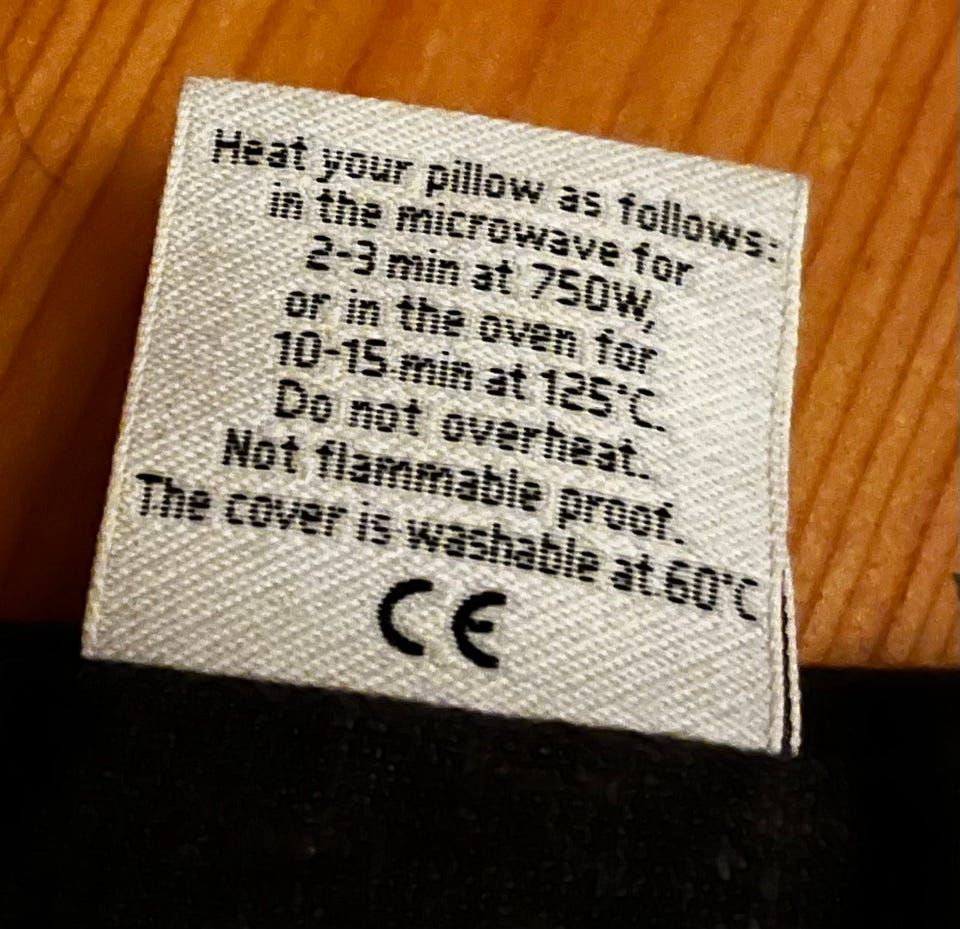 Heat your pillow as follows:
in the microwave for
2-3 min at 750W,
or in the oven for
10-15 min at 125°C.
Do not overheat.
Not flammable proof.
The cover is washable at 60°C
CE